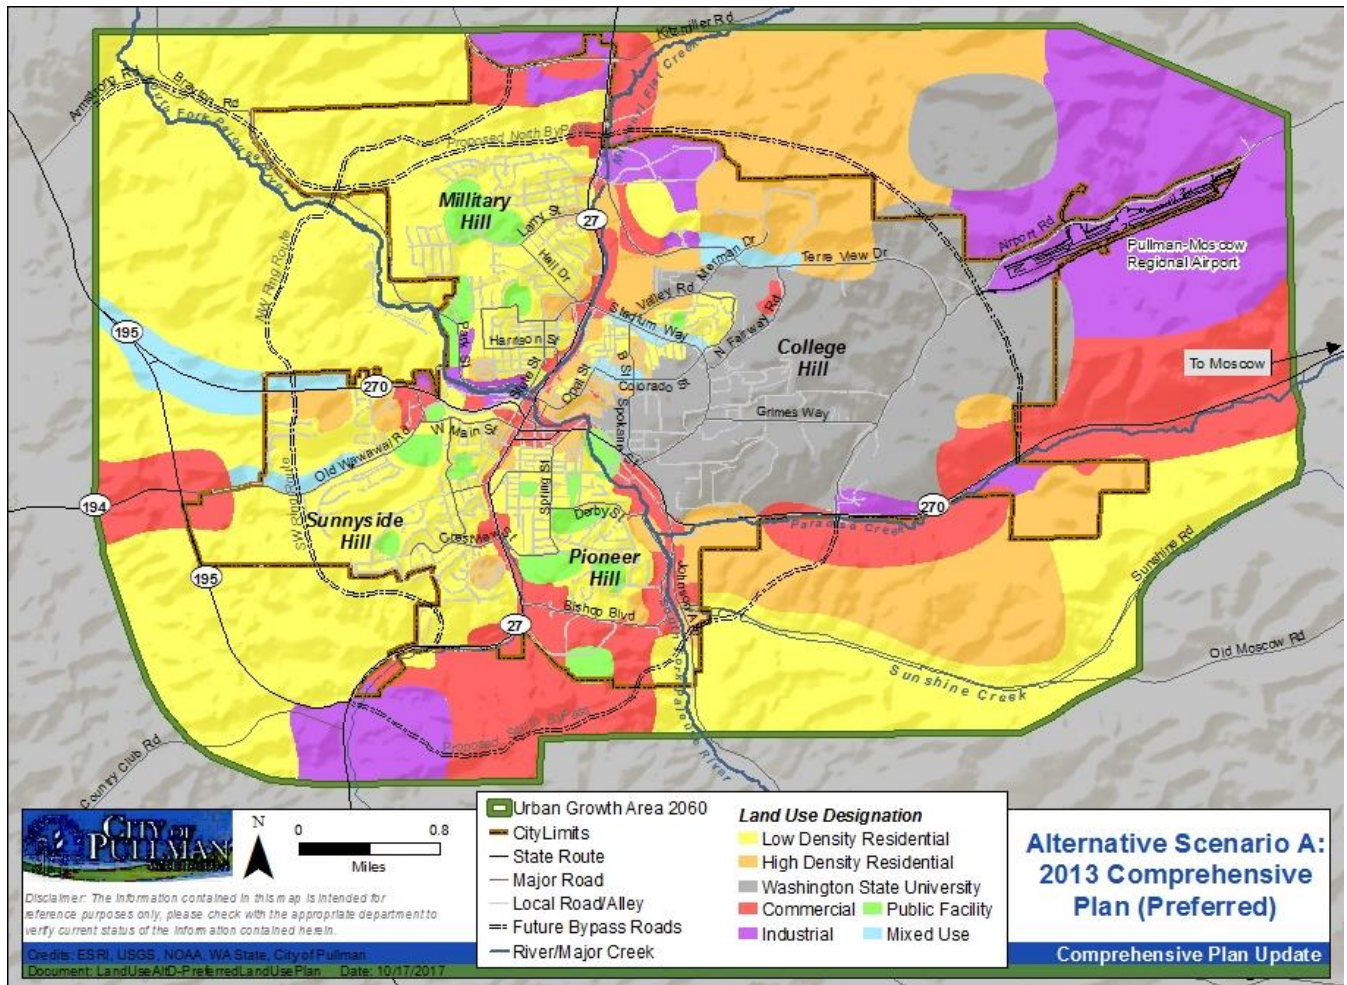 Kitzmiller Rd
Missouri Flat Creek
Armstrong Rd
Brayton Rd
South Fork Palouse River
Proposed North ByPass
Millitary
Hill
Larry St
27
Hall Dr
Merman Dr
Terre View Dr
Airport Rd
Pullman-Moscow
Regional Airport
NW Ring Route
Valley Rd
Stadium Way
N Fairway Rd
195
Park St
Harrison St
State St
Opal St
B St
College
Hill
To Moscow
270
Colorado St
Grimes Way
W Main St
Spokane St
Old Wawawai Rd
SW Ring Route
Spring St
194
Sunnyside
Hill
Derby St
270
Paradise Creek
Crestview St
Pioneer
Hill
Sunshine Rd
195
Johnson Av
Bishop Blvd
27
Old Moscow Rd
Sunshine Creek
Proposed South ByPass
Fork Palouse River
Country Club Rd
CITY OF
PULLMAN
N
0 0.8
Miles
Disclaimer: The information contained in this map is intended for
reference purposes only, please check with the appropriate department to
verify current status of the information contained herein.
Credits: ESRI, USGS, NOAA, WA State, City of Pullman
Document: LandUseAltD-PreferredLandUsePlan Date: 10/17/2017
Urban Growth Area 2060
City Limits
State Route
Major Road
Local Road/Alley
Future Bypass Roads
River/Major Creek
Land Use Designation
Low Density Residential
High Density Residential
Washington State University
Commercial
Public Facility
Industrial
Mixed Use
Alternative Scenario A:
2013 Comprehensive
Plan (Preferred)
Comprehensive Plan Update